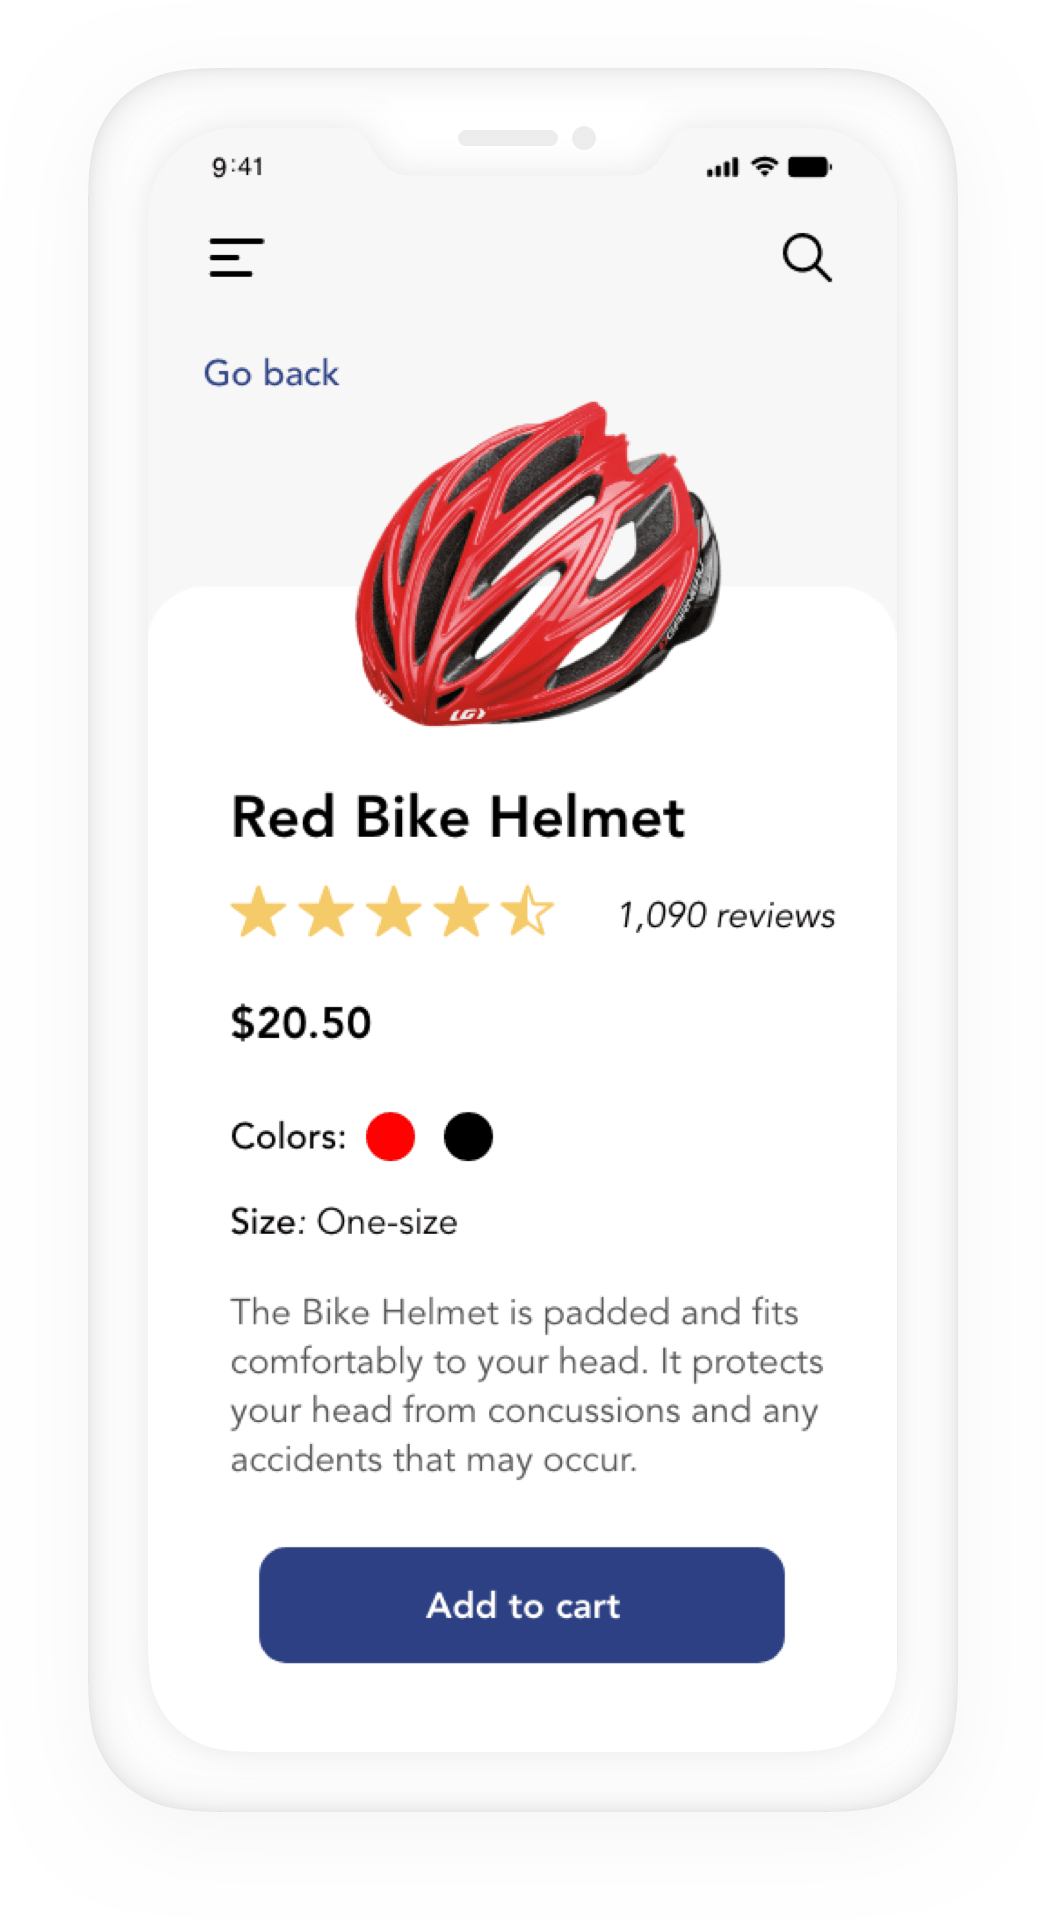 9:41
Go back
GARNEAU
LG
Red Bike Helmet
1,090 reviews
$20.50
Colors:
Size: One-size
The Bike Helmet is padded and fits
comfortably to your head. It protects
your head from concussions and any
accidents that may occur.
Add to cart